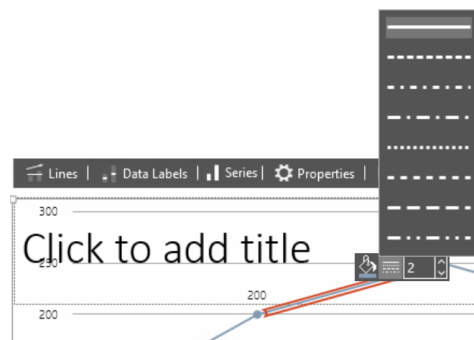 Lines | Data Labels | Series | Properties |
300
Click to add title
250
2
200
200